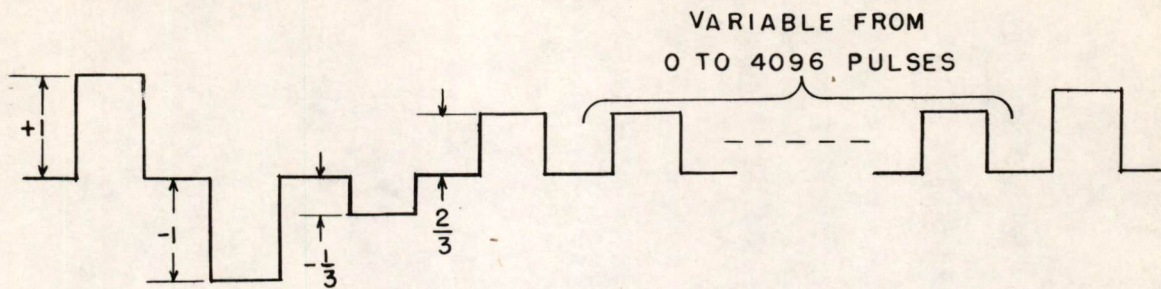 VARIABLE FROM
0 TO 4096 PULSES
+1
-1
-1/3
2/3